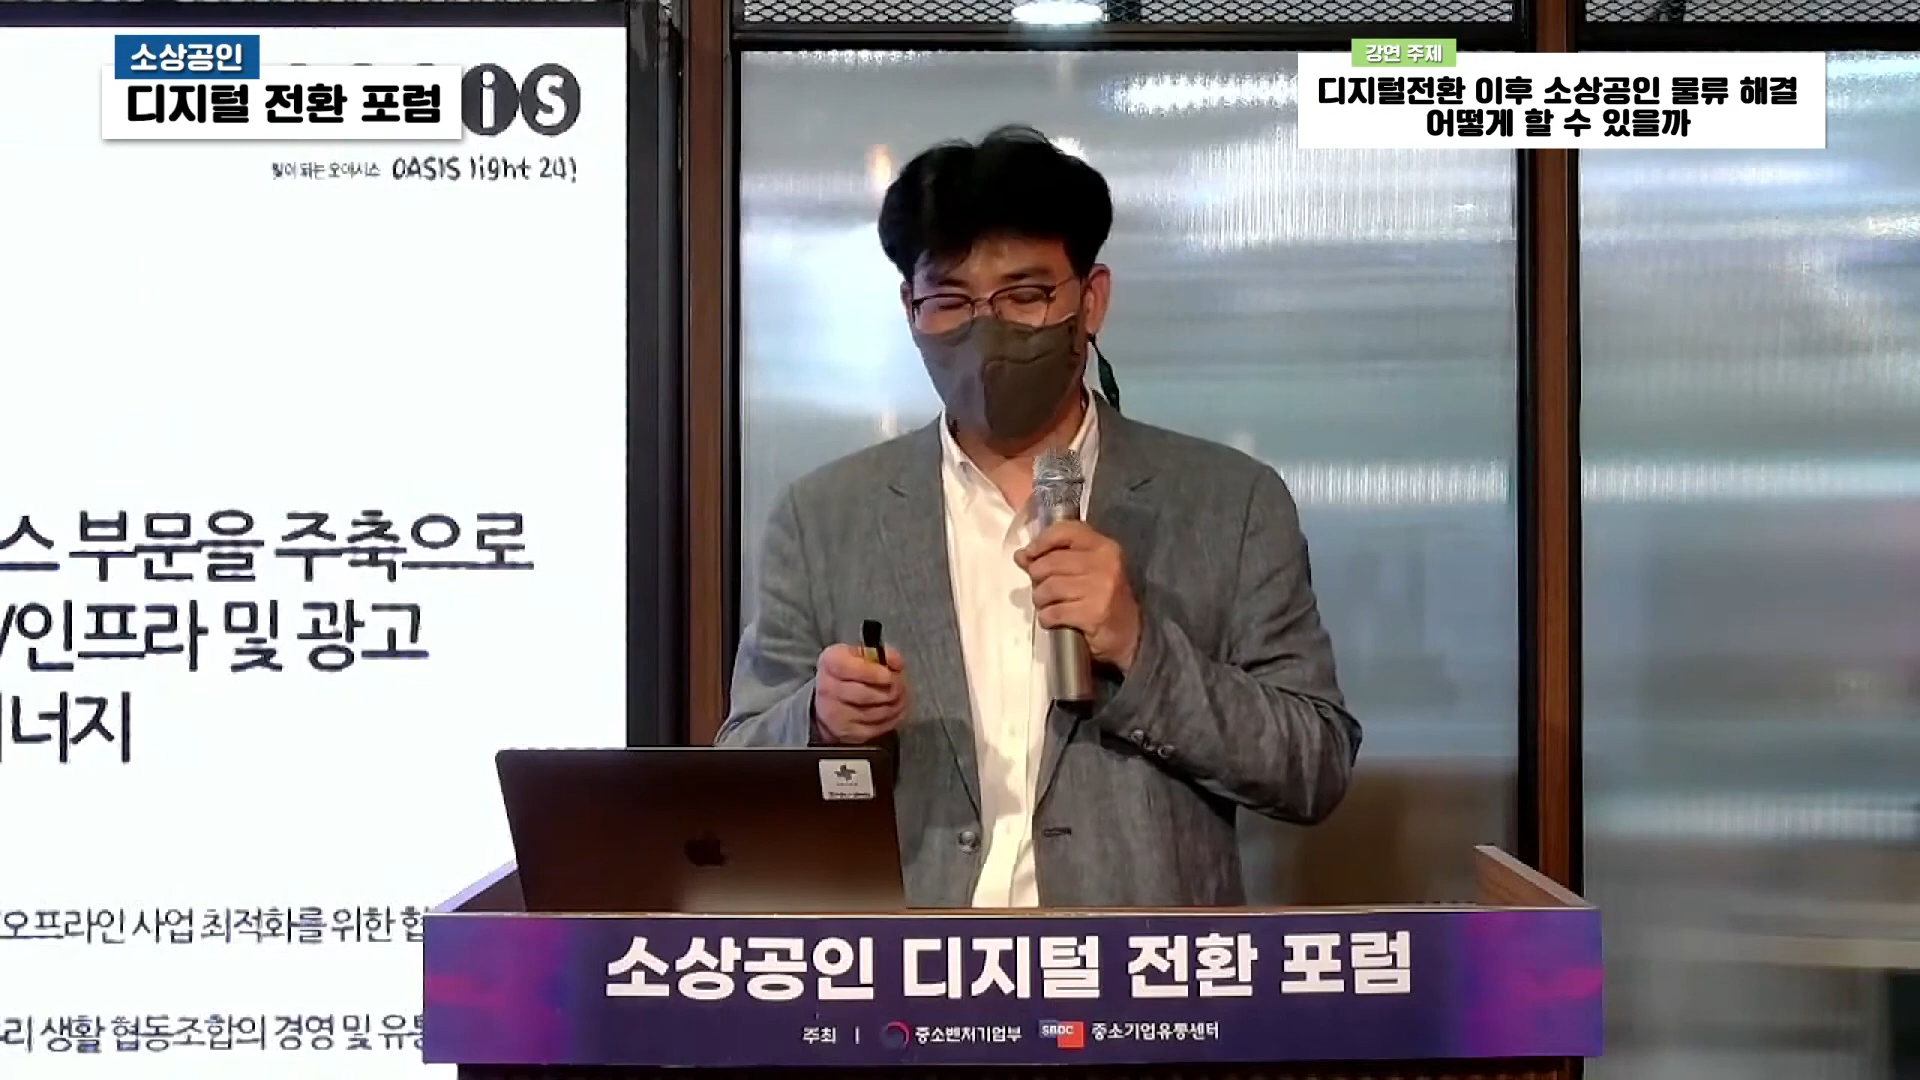 소상공인
디지털 전환 포럼
is
빛이 되는 오아시스 OASIS light 24!
강연 주제
디지털전환 이후 소상공인 물류 해결
어떻게 할 수 있을까
스 부문을 주축으로
/인프라 및 광고
너지
오프라인 사업 최적화를 위한 협
리 생활 협동조합의 경영 및 유통
소상공인 디지털 전환 포럼
주최 | 중소벤처기업부 SBDC 중소기업유통센터